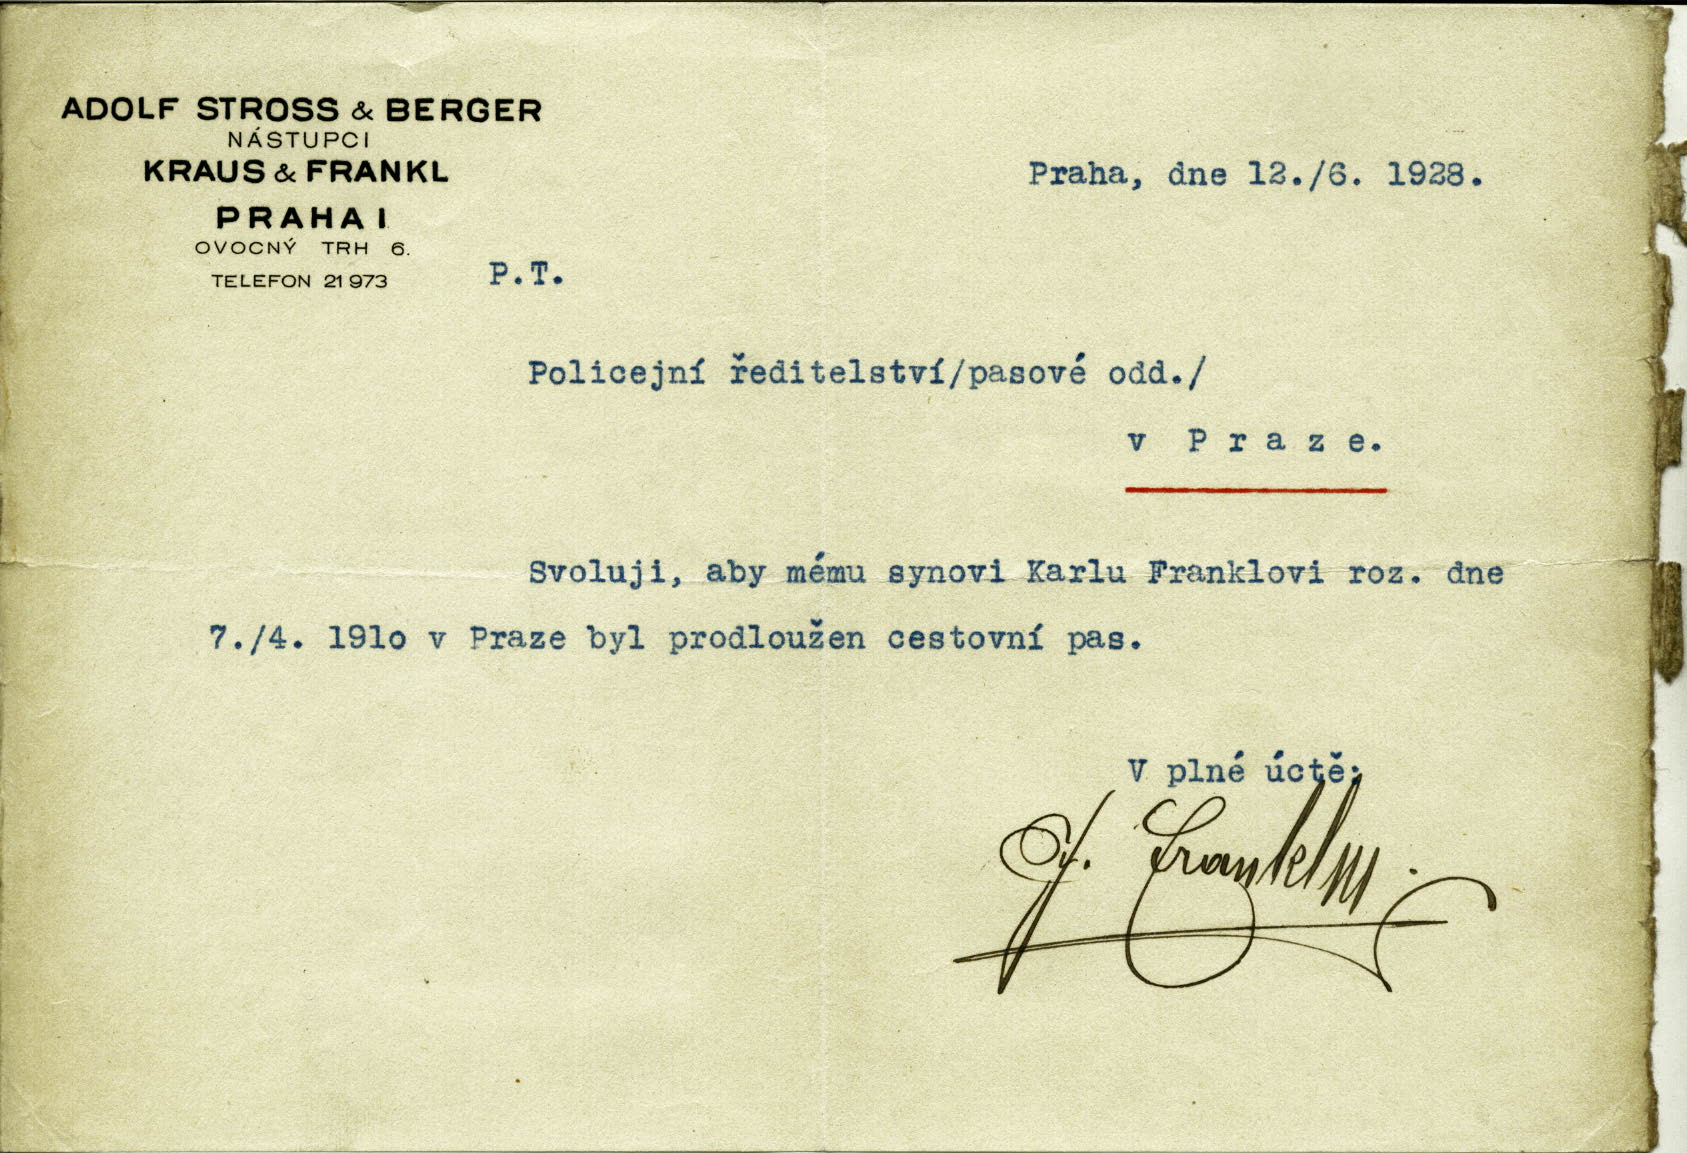 ADOLF STROSS & BERGER
NÁSTUPCI
KRAUS & FRANKL
PRAHA I
OVOCNÝ TRH 6.
TELEFON 21973
Praha, dne 12./6. 1928.
P.T.
Policejní ředitelství/pasové odd./
v P r a z e.
Svoluji, aby mému synovi Karlu Franklovi roz. dne
7./4. 191o v Praze byl prodloužen cestovní pas.
V plné úctě: